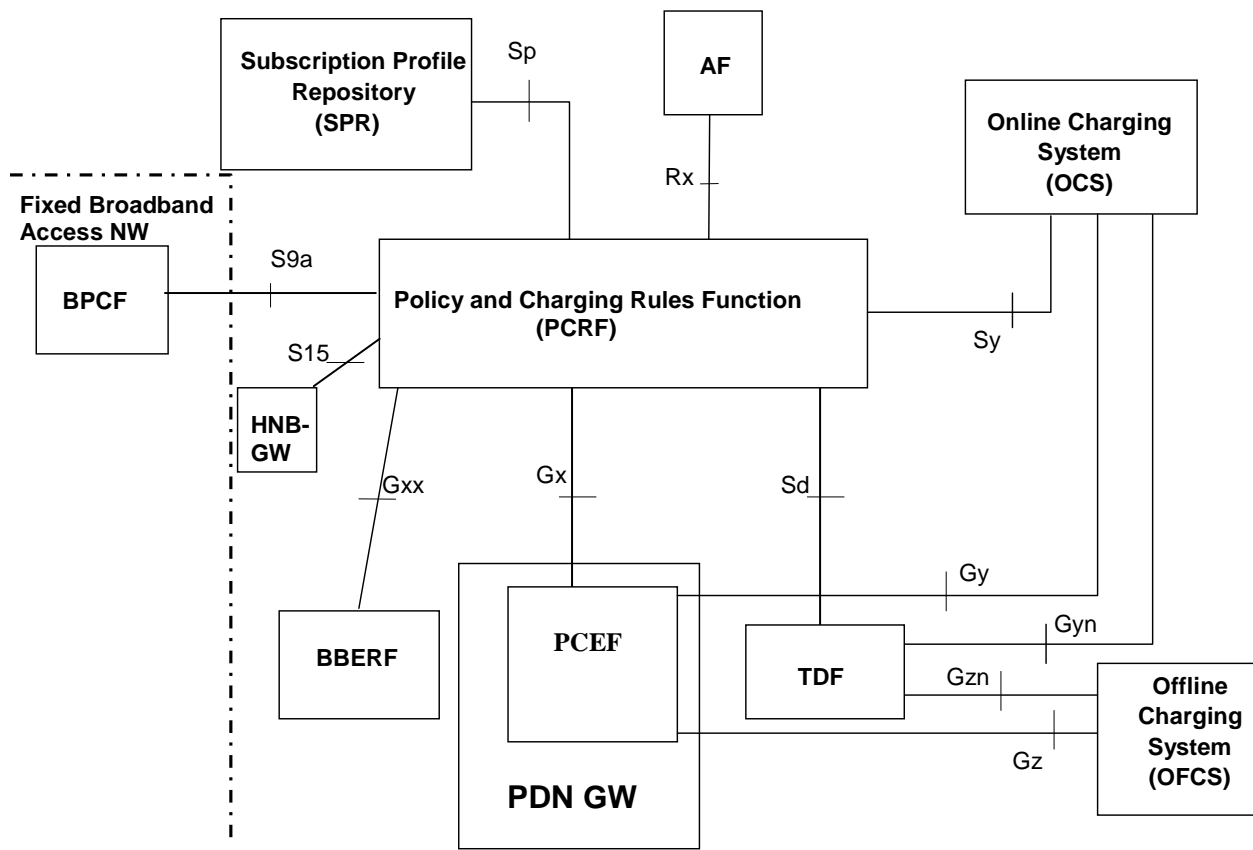 Subscription Profile
Repository
(SPR)
Sp
AF
Rx
Online Charging
System
(OCS)
Fixed Broadband
Access NW
BPCF
S9a
Policy and Charging Rules Function
(PCRF)
Sy
S15
HNB-
GW
Gxx
Gx
Sd
Gy
Gyn
BBERF
PCEF
TDF
Gzn
Gz
Offline
Charging
System
(OFCS)
PDN GW